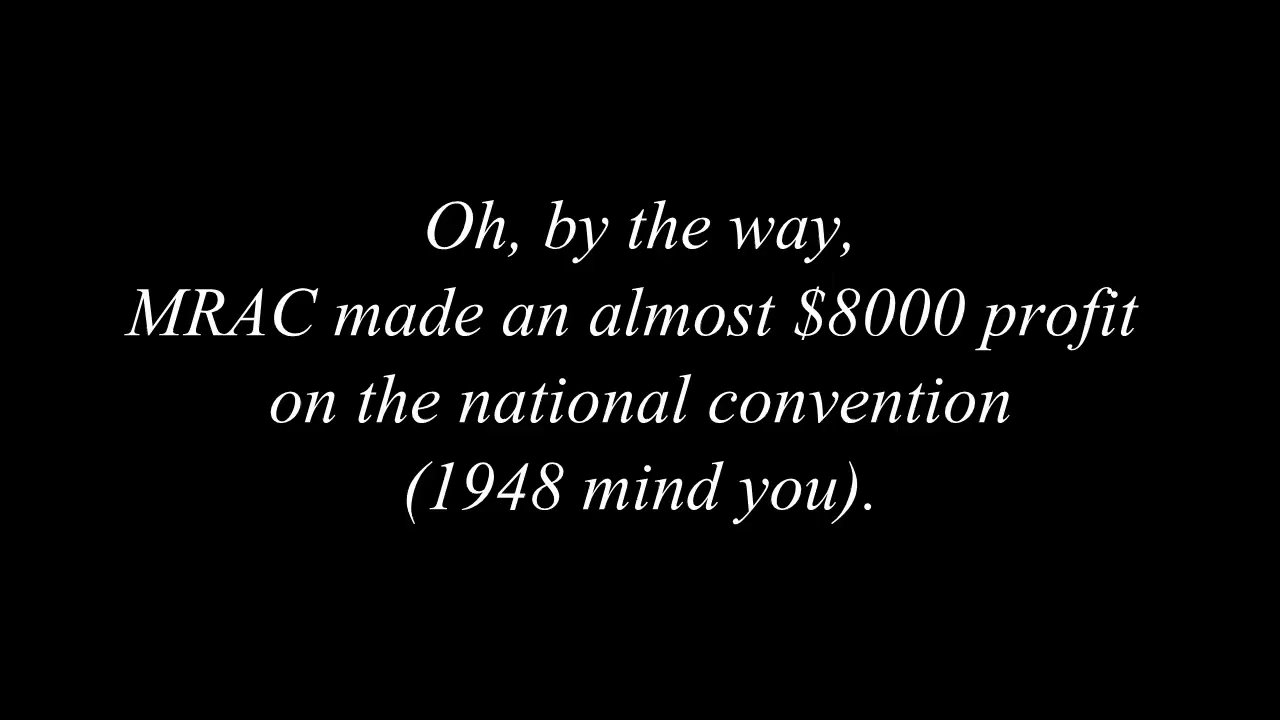 Oh, by the way,
MRAC made an almost $8000 profit
on the national convention
(1948 mind you).